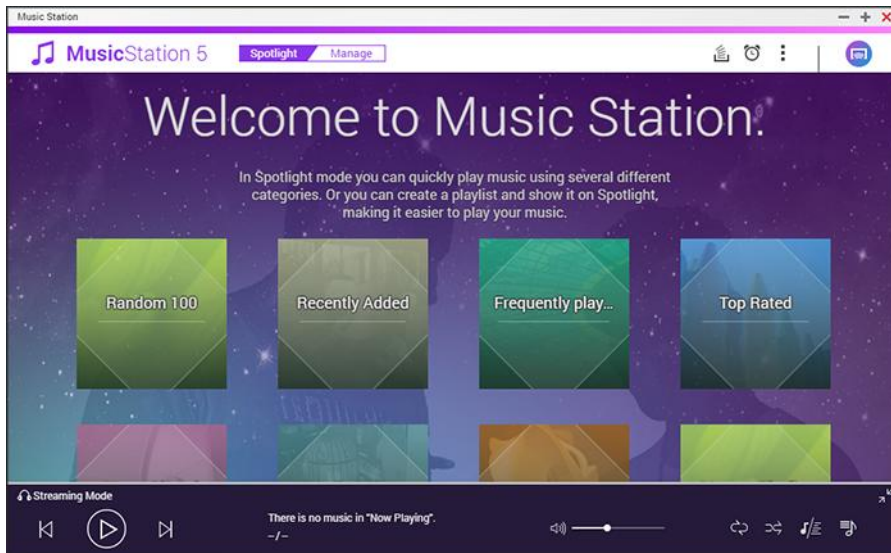 Music Station
MusicStation 5
Spotlight
Manage
Welcome to Music Station.
In Spotlight mode you can quickly play music using several different
categories. Or you can create a playlist and show it on Spotlight,
making it easier to play your music.
Random 100
Recently Added
Frequently play...
Top Rated
Streaming Mode
There is no music in "Now Playing".
--/--